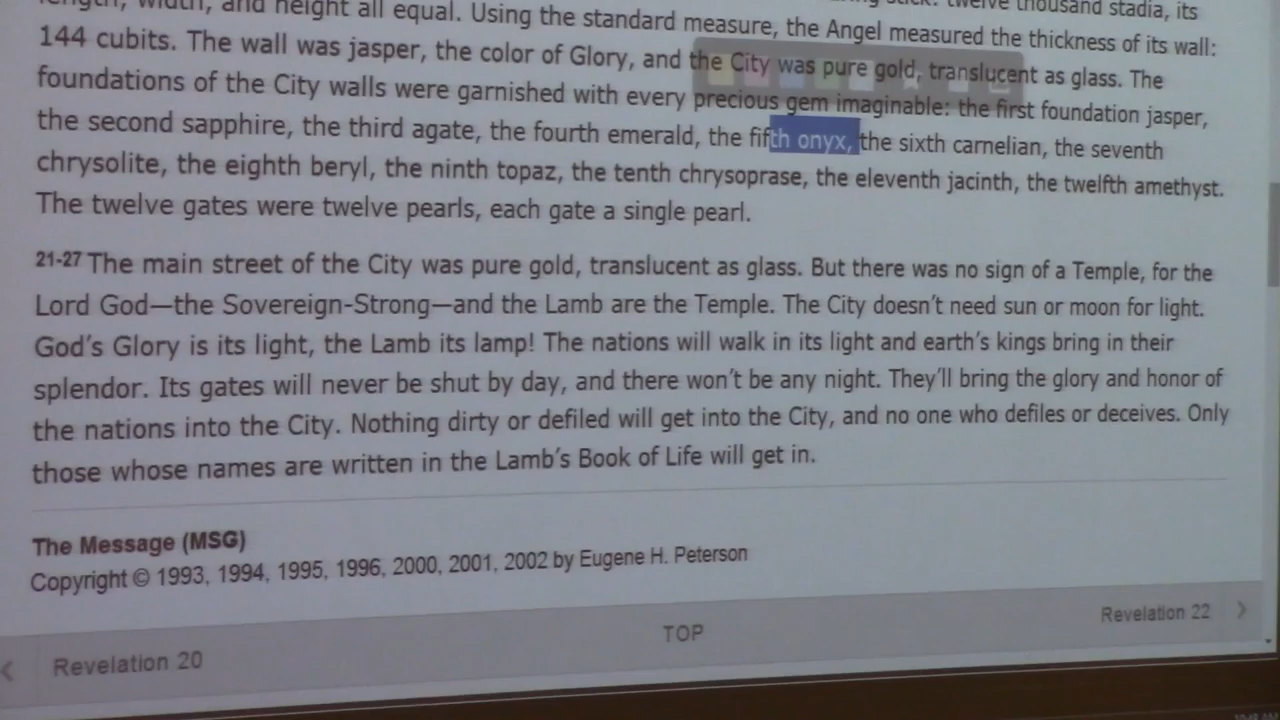 length, width, and height all equal. Using the standard measure, the Angel measured the thickness of its wall:
stick: twelve thousand stadia, its
144 cubits. The wall was jasper, the color of Glory, and the City was pure gold, translucent as glass. The
foundations of the City walls were garnished with every precious gem imaginable: the first foundation jasper,
the second sapphire, the third agate, the fourth emerald, the fifth onyx, the sixth carnelian, the seventh
chrysolite, the eighth beryl, the ninth topaz, the tenth chrysoprase, the eleventh jacinth, the twelfth amethyst.
The twelve gates were twelve pearls, each gate a single pearl.
21-27 The main street of the City was pure gold, translucent as glass. But there was no sign of a Temple, for the
Lord God—the Sovereign-Strong—and the Lamb are the Temple. The City doesn't need sun or moon for light.
God's Glory is its light, the Lamb its lamp! The nations will walk in its light and earth's kings bring in their
splendor. Its gates will never be shut by day, and there won't be any night. They'll bring the glory and honor of
the nations into the City. Nothing dirty or defiled will get into the City, and no one who defiles or deceives. Only
those whose names are written in the Lamb's Book of Life will get in.
The Message (MSG)
Copyright © 1993, 1994, 1995, 1996, 2000, 2001, 2002 by Eugene H. Peterson
Revelation 20
TOP
Revelation 22